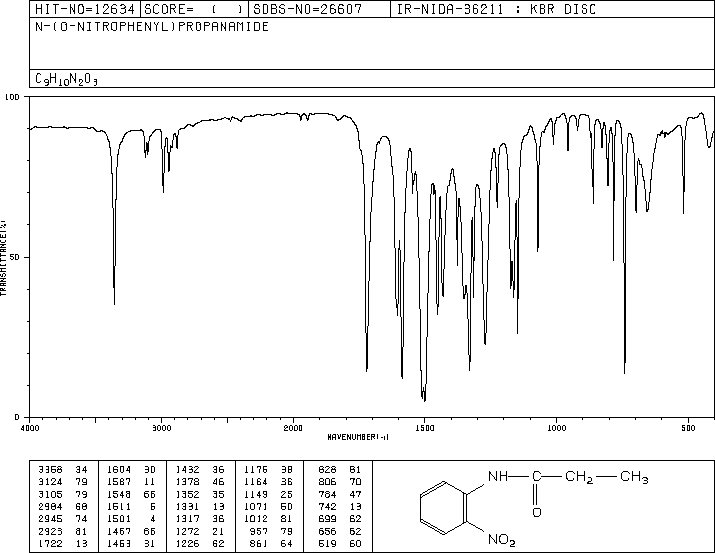 HIT-NO=12634 SCORE= ( ) SDBS-NO=26607 IR-NIDA-36211 : KBR DISC
N-(O-NITROPHENYL)PROPANAMIDE
C9H10N2O3
100
50
0
TRANSMITTANCE(%)
4000 3000 2000 1500 1000 500
WAVENUMBER(-1)
3368 34 1604 30 1432 36 1176 38 828 81
3124 79 1587 11 1378 46 1164 36 806 70
3105 79 1548 66 1352 35 1149 25 784 47
2984 68 1511 6 1331 13 1071 50 742 13
2945 74 1501 4 1317 36 1012 81 699 62
2923 81 1467 66 1272 21 957 79 656 62
1722 13 1453 31 1226 62 861 64 519 60
NH C CH2 CH3
O
NO2